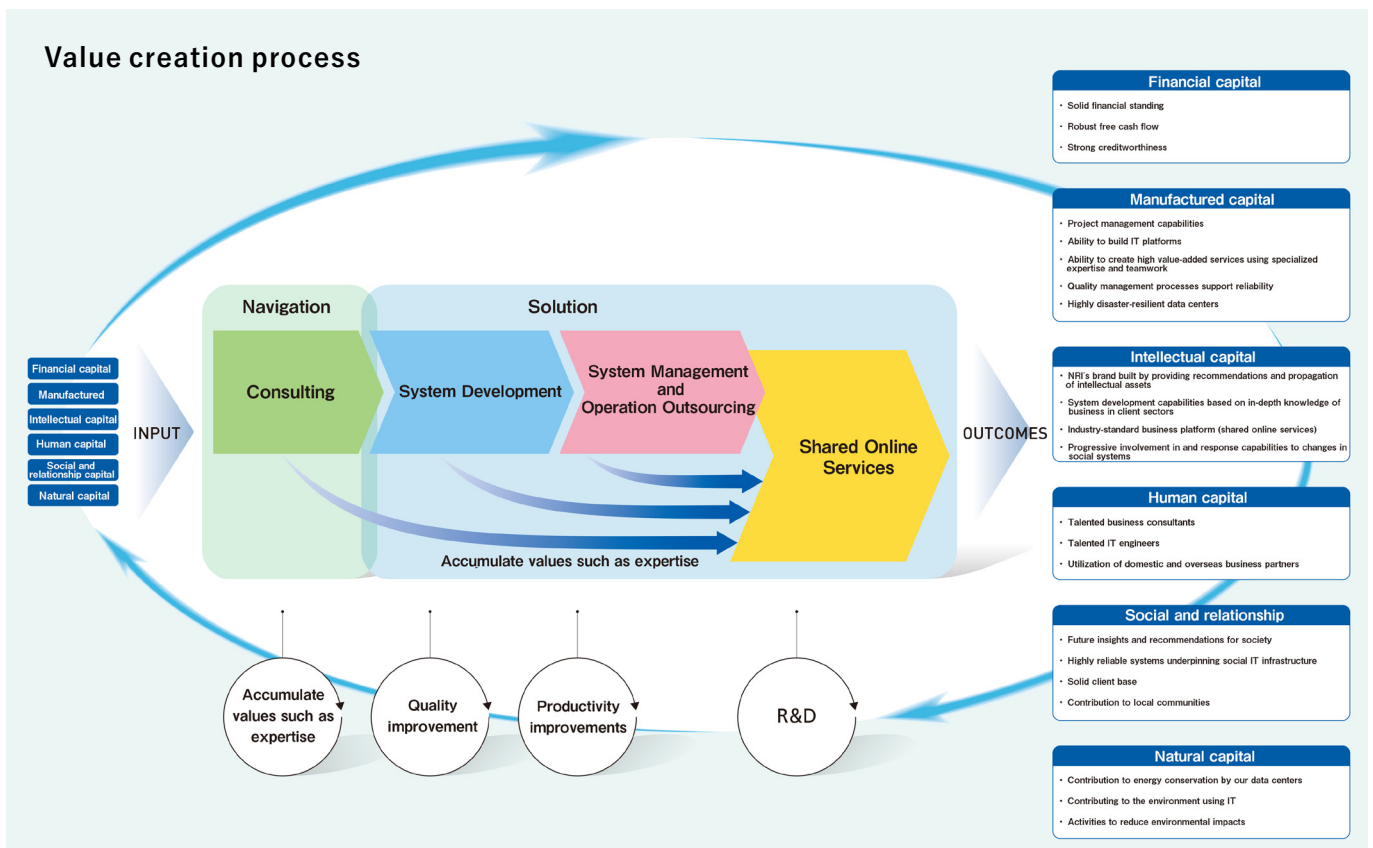 Value creation process
Financial capital
Manufactured
Intellectual capital
Human capital
Social and
relationship capital
Natural capital
INPUT
Navigation
Solution
Consulting
System Development
System Management
and
Operation Outsourcing
Shared Online
Services
Accumulate values such as expertise
OUTCOMES
Accumulate
values such as
expertise
Quality
improvement
Productivity
improvements
R&D
Financial capital
・ Solid financial standing
・ Robust free cash flow
・ Strong creditworthiness
Manufactured capital
・ Project management capabilities
・ Ability to build IT platforms
・ Ability to create high value-added services using specialized
expertise and teamwork
・ Quality management processes support reliability
・ Highly disaster-resilient data centers
Intellectual capital
・ NRI's brand built by providing recommendations and propagation
of intellectual assets
・ System development capabilities based on in-depth knowledge of
business in client sectors
・ Industry-standard business platform (shared online services)
・ Progressive involvement in and response capabilities to changes in
social systems
Human capital
・ Talented business consultants
・ Talented IT engineers
・ Utilization of domestic and overseas business partners
Social and relationship
・ Future insights and recommendations for society
・ Highly reliable systems underpinning social IT infrastructure
・ Solid client base
・ Contribution to local communities
Natural capital
・ Contribution to energy conservation by our data centers
・ Contributing to the environment using IT
・ Activities to reduce environmental impacts